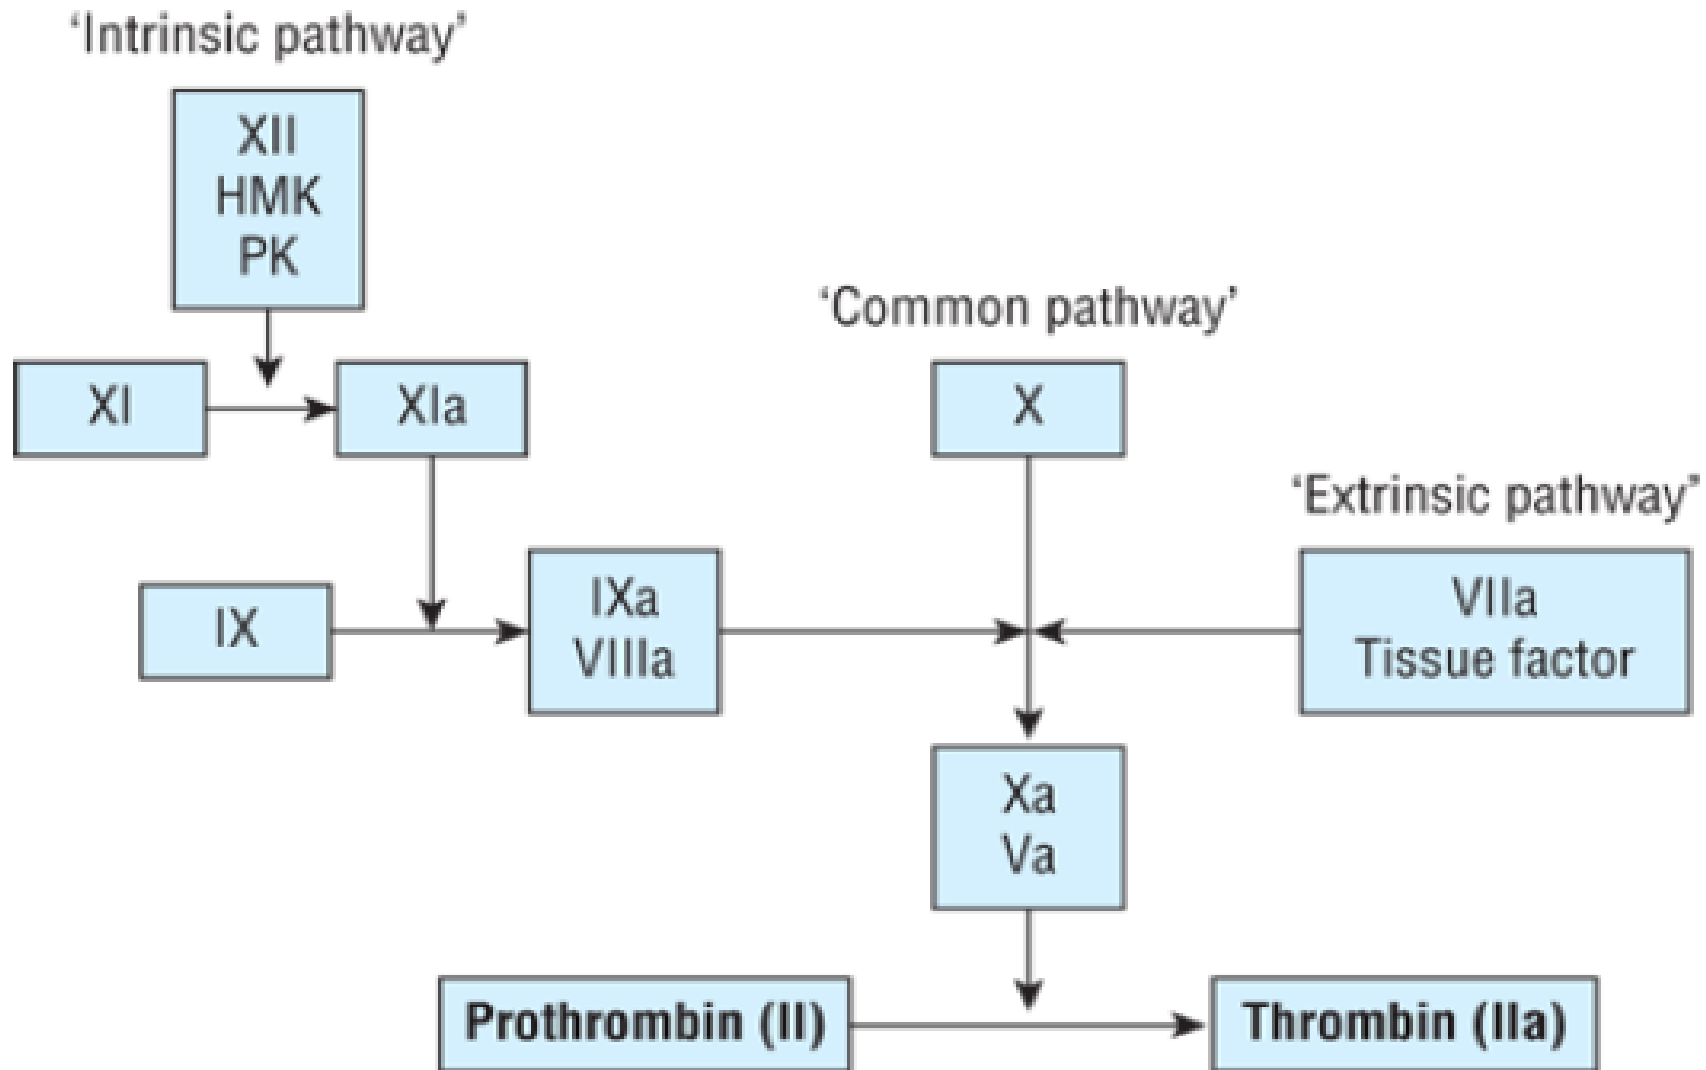 ‘Intrinsic pathway’
XII
HMK
PK
‘Common pathway’
XI
XIa
X
‘Extrinsic pathway”
IX
IXa
VIIIa
VIIa
Tissue factor
Xa
Va
Prothrombin (II)
Thrombin (IIa)